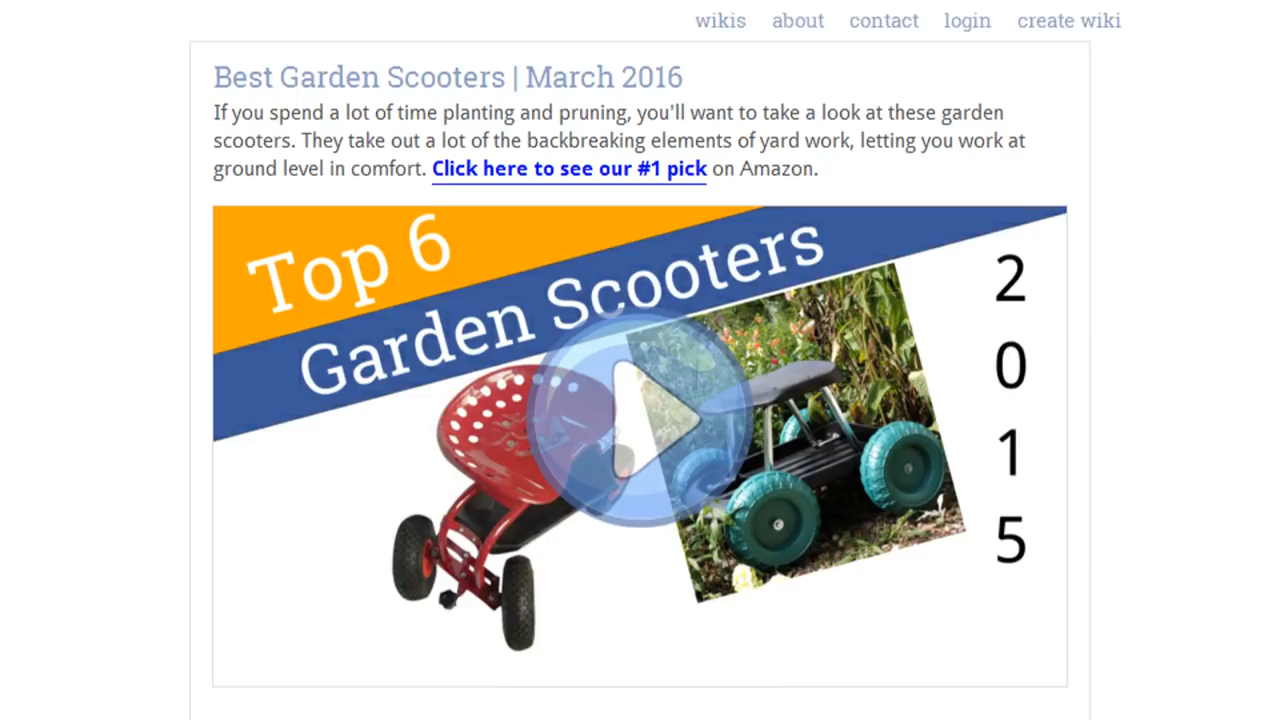 wikis about contact login create wiki
Best Garden Scooters | March 2016
If you spend a lot of time planting and pruning, you'll want to take a look at these garden
scooters. They take out a lot of the backbreaking elements of yard work, letting you work at
ground level in comfort. Click here to see our #1 pick on Amazon.
Top 6
Garden Scooters
2
0
1
5